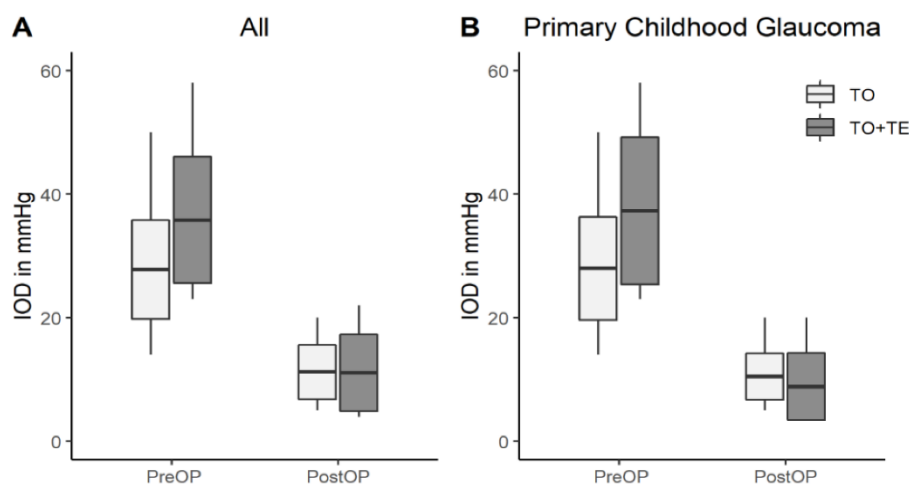 A
All
IOD in mmHg
60
40
20
0
PreOP
PostOP
B
Primary Childhood Glaucoma
IOD in mmHg
60
40
20
0
PreOP
PostOP
TO
TO+TE